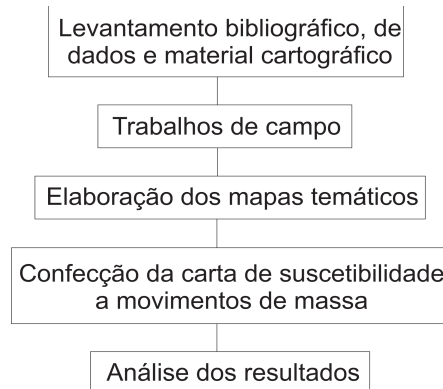 Levantamento bibliográfico, de
dados e material cartográfico
Trabalhos de campo
Elaboração dos mapas temáticos
Confecção da carta de suscetibilidade
a movimentos de massa
Análise dos resultados